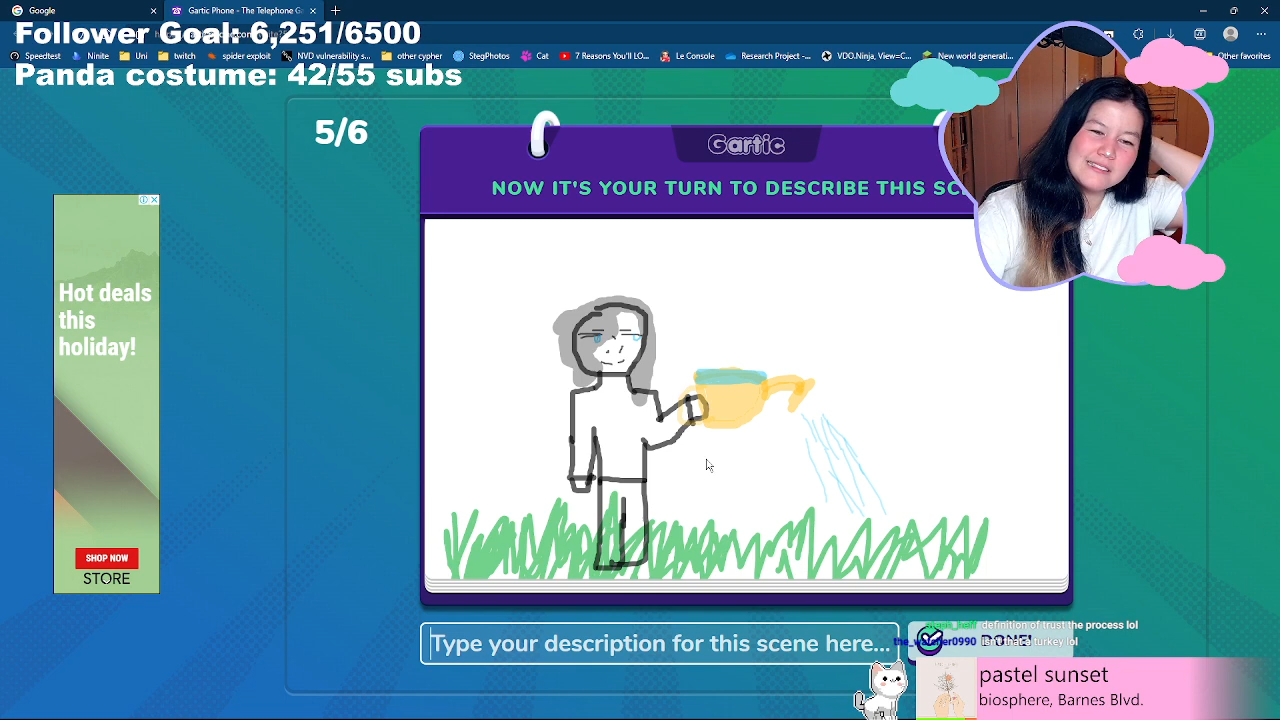 Google
Gartic Phone - The Telephone Ga
Follower Goal: 6,251/6500
Speedtest
Ninite
Uni
twitch
spider exploit
NVD vulnerability s...
other cypher
StegPhotos
Cat
7 Reasons You'll LO...
Le Console
Research Project -...
VDO.Ninja_View=C...
New world generati...
Other favorites
Panda costume: 42/55 subs
5/6
Gartic
NOW IT'S YOUR TURN TO DESCRIBE THIS
Hot deals
this
holiday!
SHOP NOW
STORE
Type your description for this scene here...
definition of trust the process lol
pastel sunset
biosphere, Barnes Blvd.